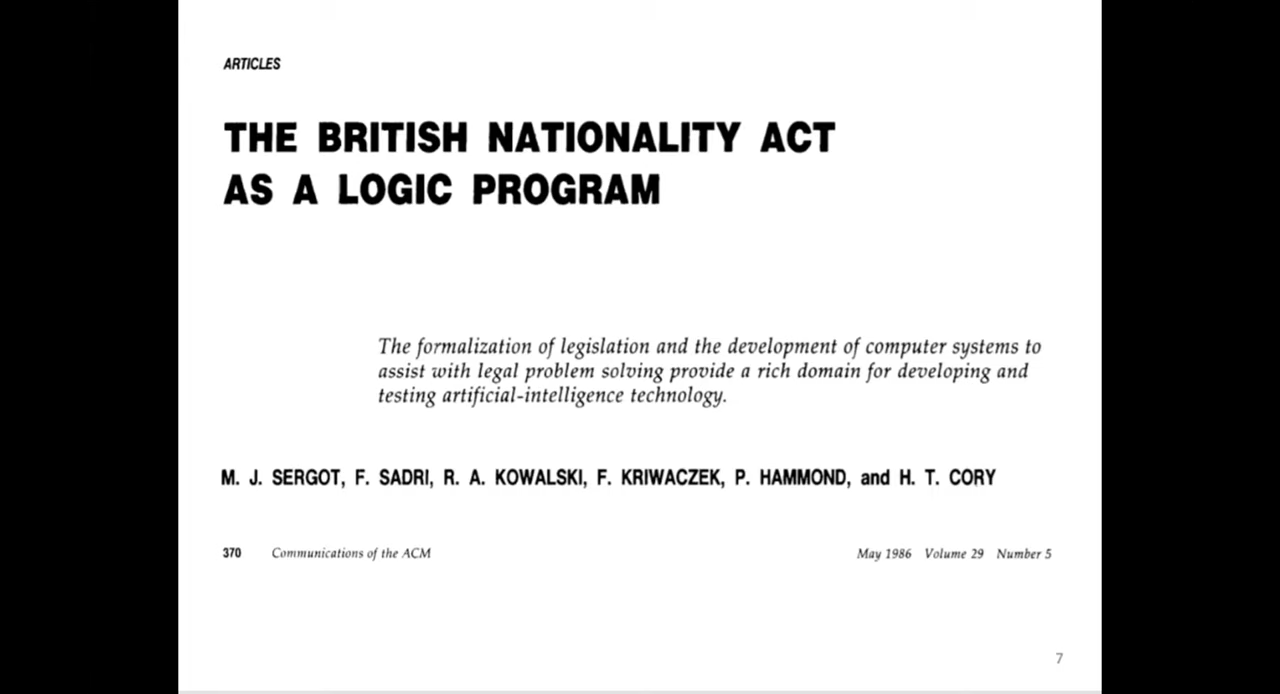 ARTICLES
THE BRITISH NATIONALITY ACT
AS A LOGIC PROGRAM
The formalization of legislation and the development of computer systems to
assist with legal problem solving provide a rich domain for developing and
testing artificial-intelligence technology.
M. J. SERGOT, F. SADRI, R. A. KOWALSKI, F. KRIWACZEK, P. HAMMOND, and H. T. CORY
370 Communications of the ACM May 1986 Volume 29 Number 5
7